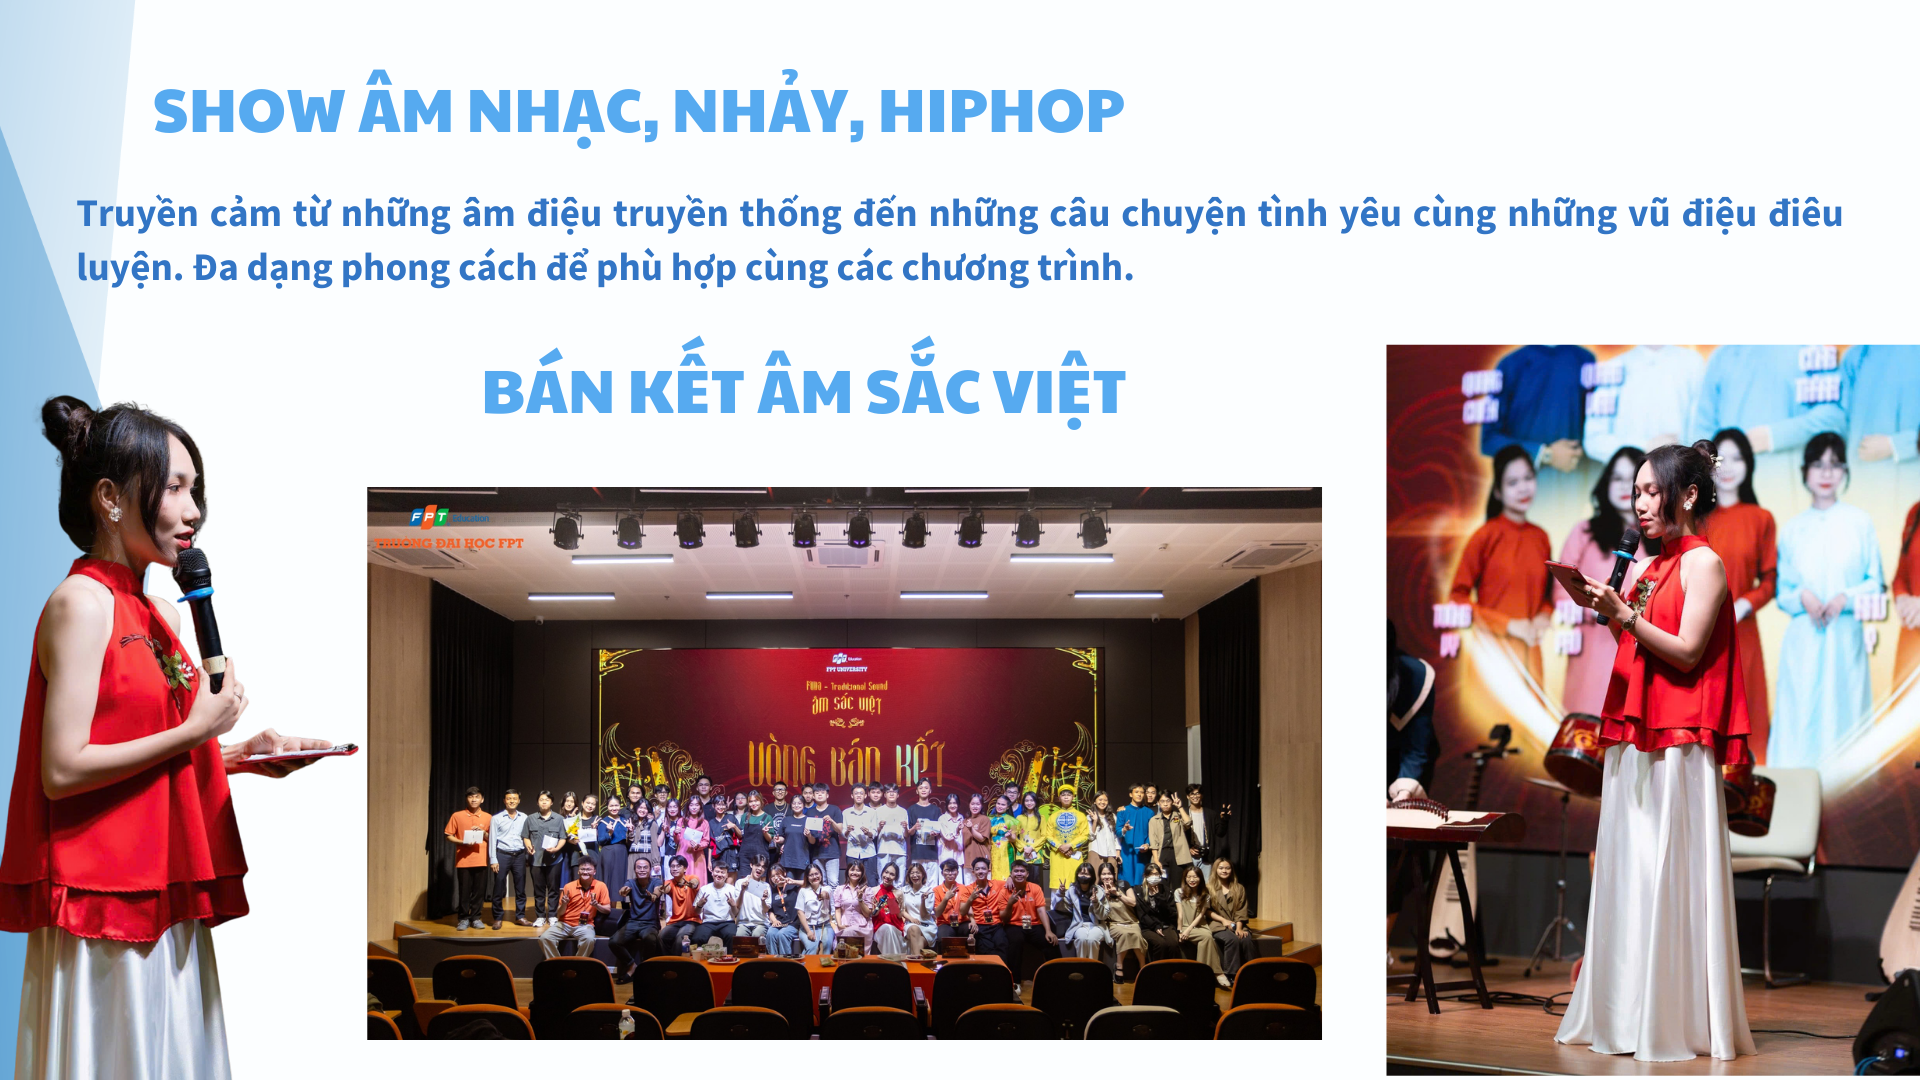 SHOW ÂM NHẠC, NHẢY, HIPHOP
Truyền cảm từ những âm điệu truyền thống đến những câu chuyện tình yêu cùng những vũ điệu điêu
luyện. Đa dạng phong cách để phù hợp cùng các chương trình.
BÁN KẾT ÂM SẮC VIỆT
FPT Education
TRƯỜNG ĐẠI HỌC FPT
FPT Education
FPT UNIVERSITY
Traditional Sound
Âm Sắc Việt
VÒNG BÁN KẾT